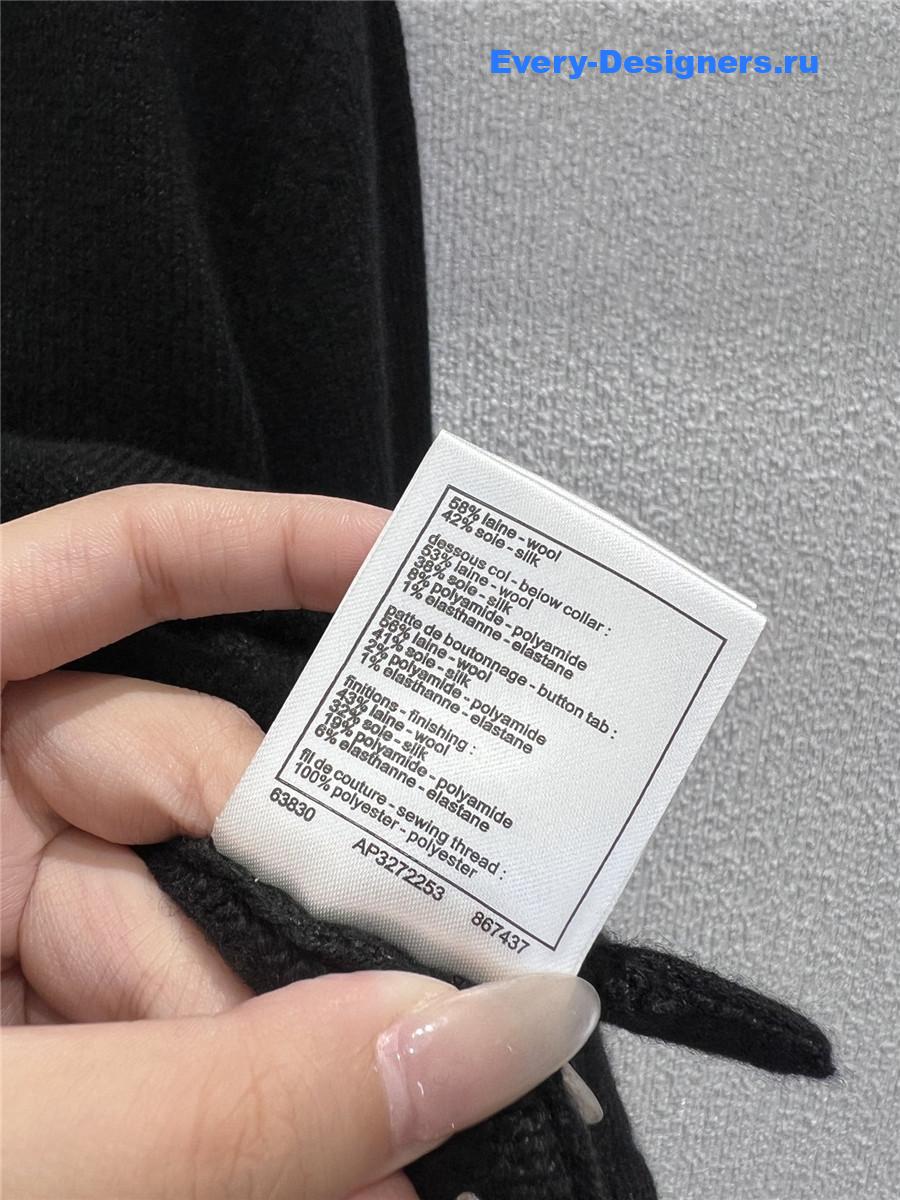 Every-Designers.ru
58% laine - wool
42% soie - silk
dessous col - below collar :
53% laine - wool
38% soie - silk
8% polyamide - polyamide
1% elasthanne - elastane
patte de boutonnage - button tab :
56% laine - wool
41% soie - silk
2% polyamide - polyamide
1% elasthanne - elastane
finitions - finishing :
43% laine - wool
32% soie - silk
19% polyamide - polyamide
6% elasthanne - elastane
fil de couture - sewing thread :
100% polyester - polyester
63830 AP3272253 867437